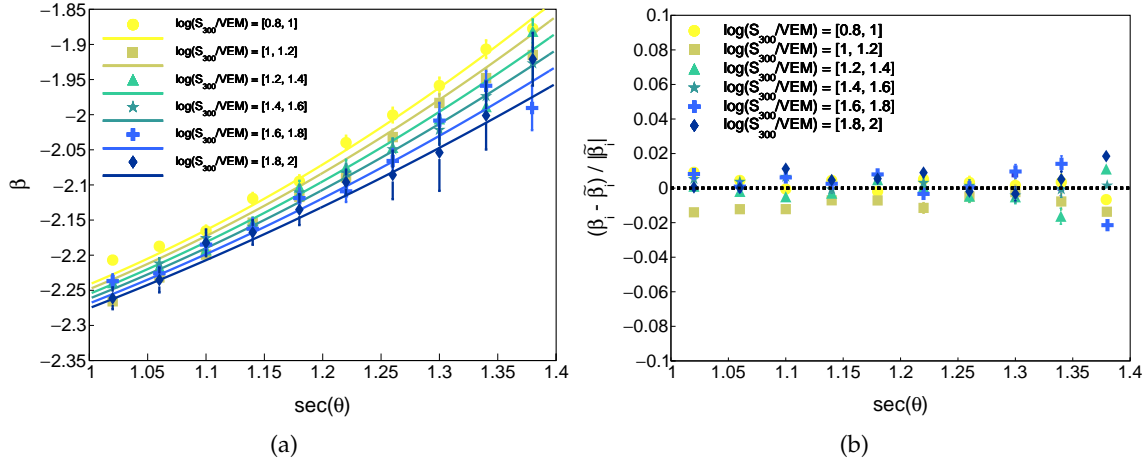 −1.85
−1.9
−1.95
−2
−2.05
−2.1
−2.15
−2.2
−2.25
−2.3
−2.35
β
log(S₃₀₀/VEM) = [0.8, 1]
log(S₃₀₀/VEM) = [1, 1.2]
log(S₃₀₀/VEM) = [1.2, 1.4]
log(S₃₀₀/VEM) = [1.4, 1.6]
log(S₃₀₀/VEM) = [1.6, 1.8]
log(S₃₀₀/VEM) = [1.8, 2]
1 1.05 1.1 1.15 1.2 1.25 1.3 1.35 1.4
sec(θ)
(a)
0.1
0.08
0.06
0.04
0.02
0
−0.02
−0.04
−0.06
−0.08
−0.1
(βᵢ - β̃ᵢ) / |β̃ᵢ|
log(S₃₀₀/VEM) = [0.8, 1]
log(S₃₀₀/VEM) = [1, 1.2]
log(S₃₀₀/VEM) = [1.2, 1.4]
log(S₃₀₀/VEM) = [1.4, 1.6]
log(S₃₀₀/VEM) = [1.6, 1.8]
log(S₃₀₀/VEM) = [1.8, 2]
1 1.05 1.1 1.15 1.2 1.25 1.3 1.35 1.4
sec(θ)
(b)